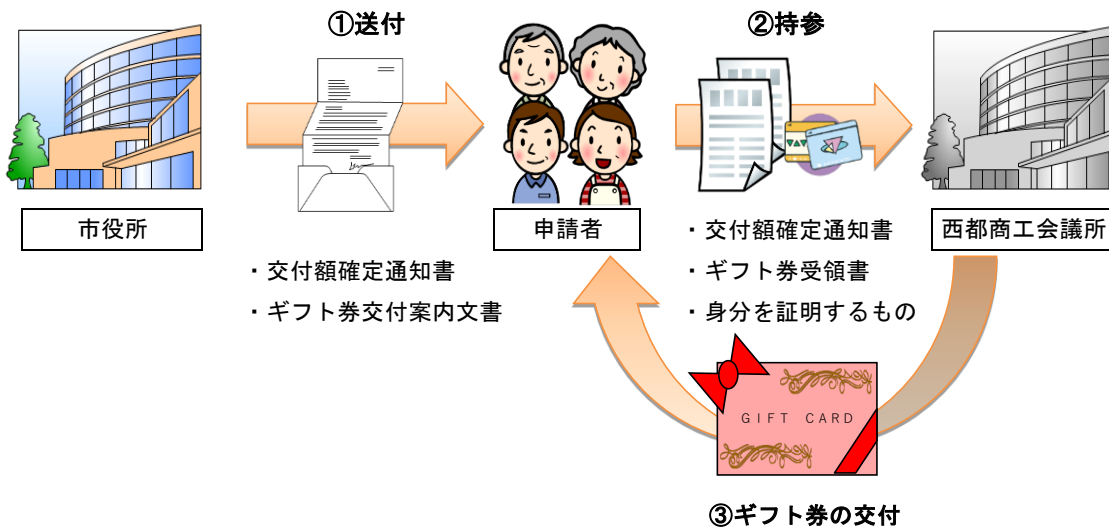 ①送付
②持参
市役所
申請者
西都商工会議所
・交付額確定通知書
・ギフト券交付案内文書
・交付額確定通知書
・ギフト券受領書
・身分を証明するもの
GIFT CARD
③ギフト券の交付